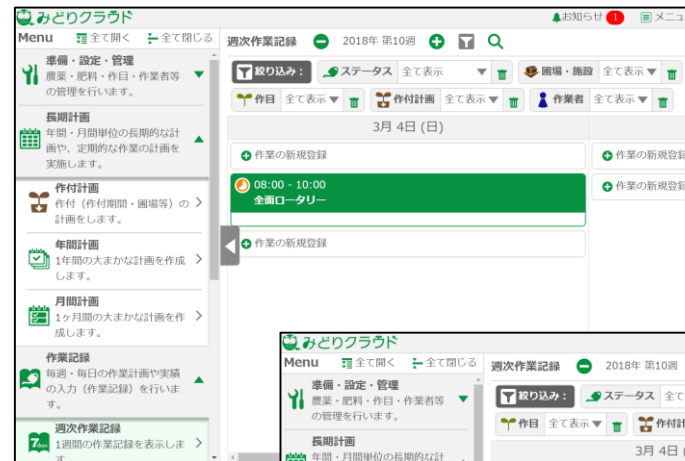 みどりクラウド
お知らせ 1 メニュ
Menu 全て開く 全て閉じる
週次作業記録 2018年 第10週
準備・設定・管理
農薬・肥料・作目・作業者等
の管理を行います。
長期計画
年間・月間単位の長期的な計
画や、定期的な作業の計画を
実施します。
作付計画
作付(作付期間・圃場等)の
計画をします。
年間計画
1年間の大まかな計画を作成
します。
月間計画
1ヶ月間の大まかな計画を作
成します。
作業記録
毎週・毎日の作業計画や実績
の入力(作業記録)を行いま
す。
週次作業記録
7days
1週間の作業記録を表示しま
す。
絞り込み: ステータス 全て表示 圃場・施設 全て表示
作目 全て表示 作付計画 全て表示 作業者 全て表示
3月 4日 (日)
作業の新規登録
作業の新規登録
08:00 - 10:00
全面ロータリー
作業の新規登録
作業の新規登録
みどりクラウド
Menu 全て開く 全て閉じる
週次作業記録 2018年 第10週
準備・設定・管理
農薬・肥料・作目・作業者等
の管理を行います。
長期計画
年間・月間単位の長期的な計
絞り込み: ステータス 全て
作目 全て表示 作付計
3月 4日 (